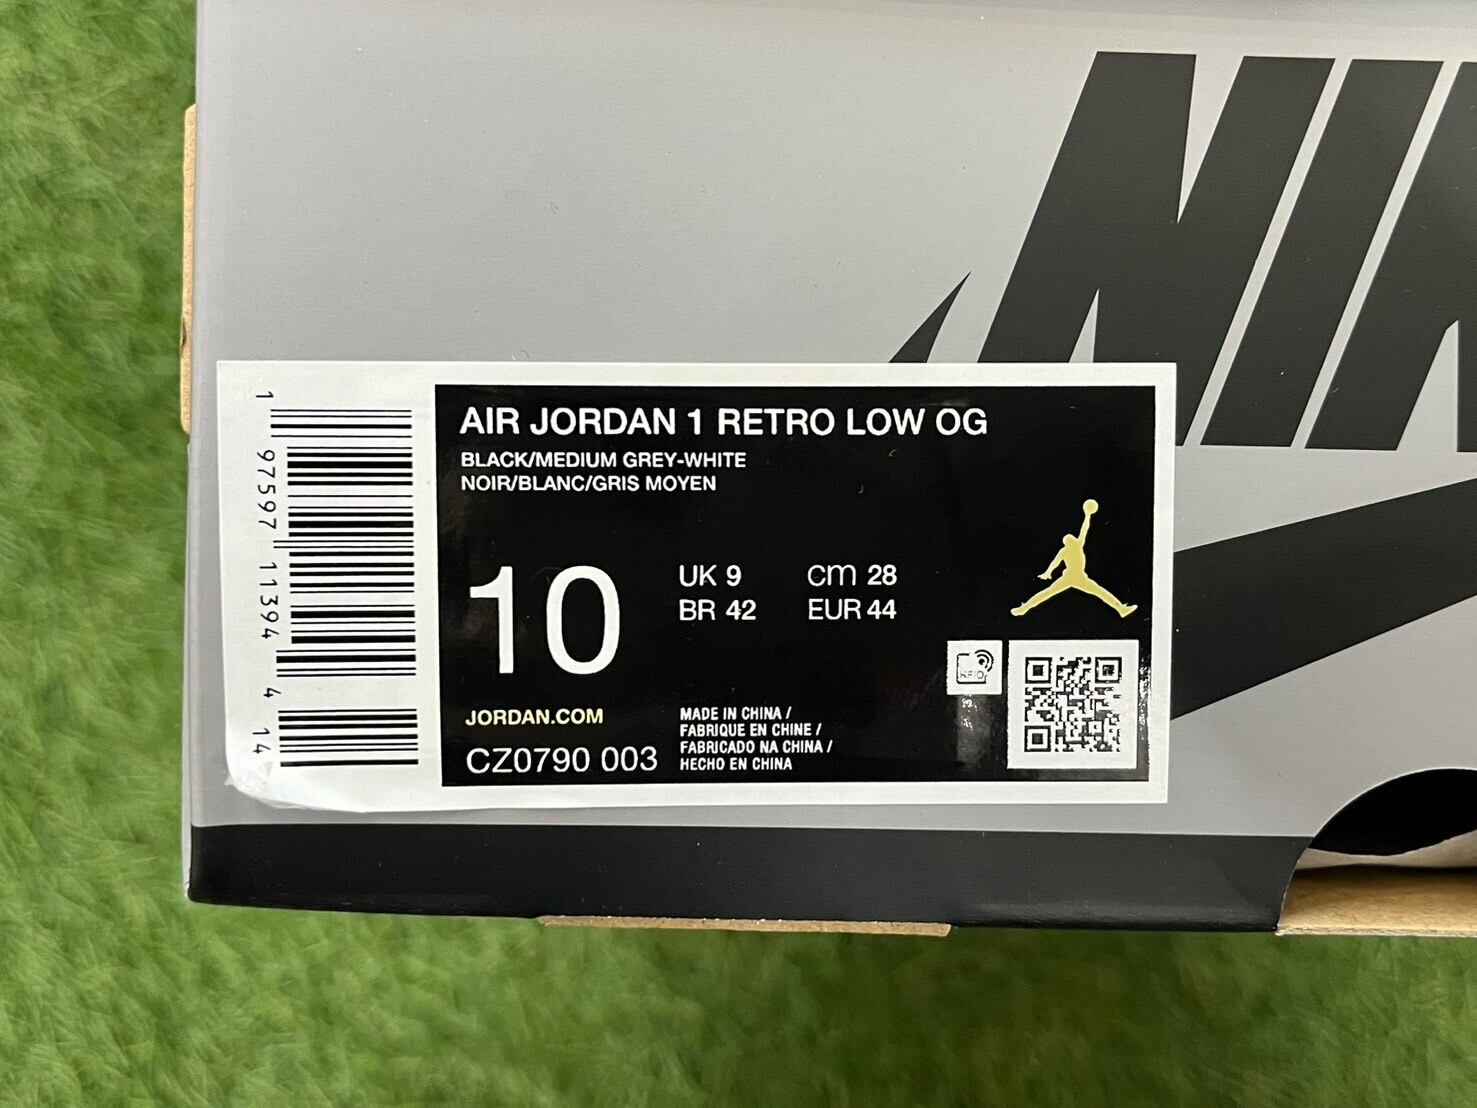 NIK
1 97597 11394 4 14
AIR JORDAN 1 RETRO LOW OG
BLACK/MEDIUM GREY-WHITE
NOIR/BLANC/GRIS MOYEN
10
UK 9 cm 28
BR 42 EUR 44
RFID
JORDAN.COM
CZ0790 003
MADE IN CHINA /
FABRIQUE EN CHINE /
FABRICADO NA CHINA /
HECHO EN CHINA